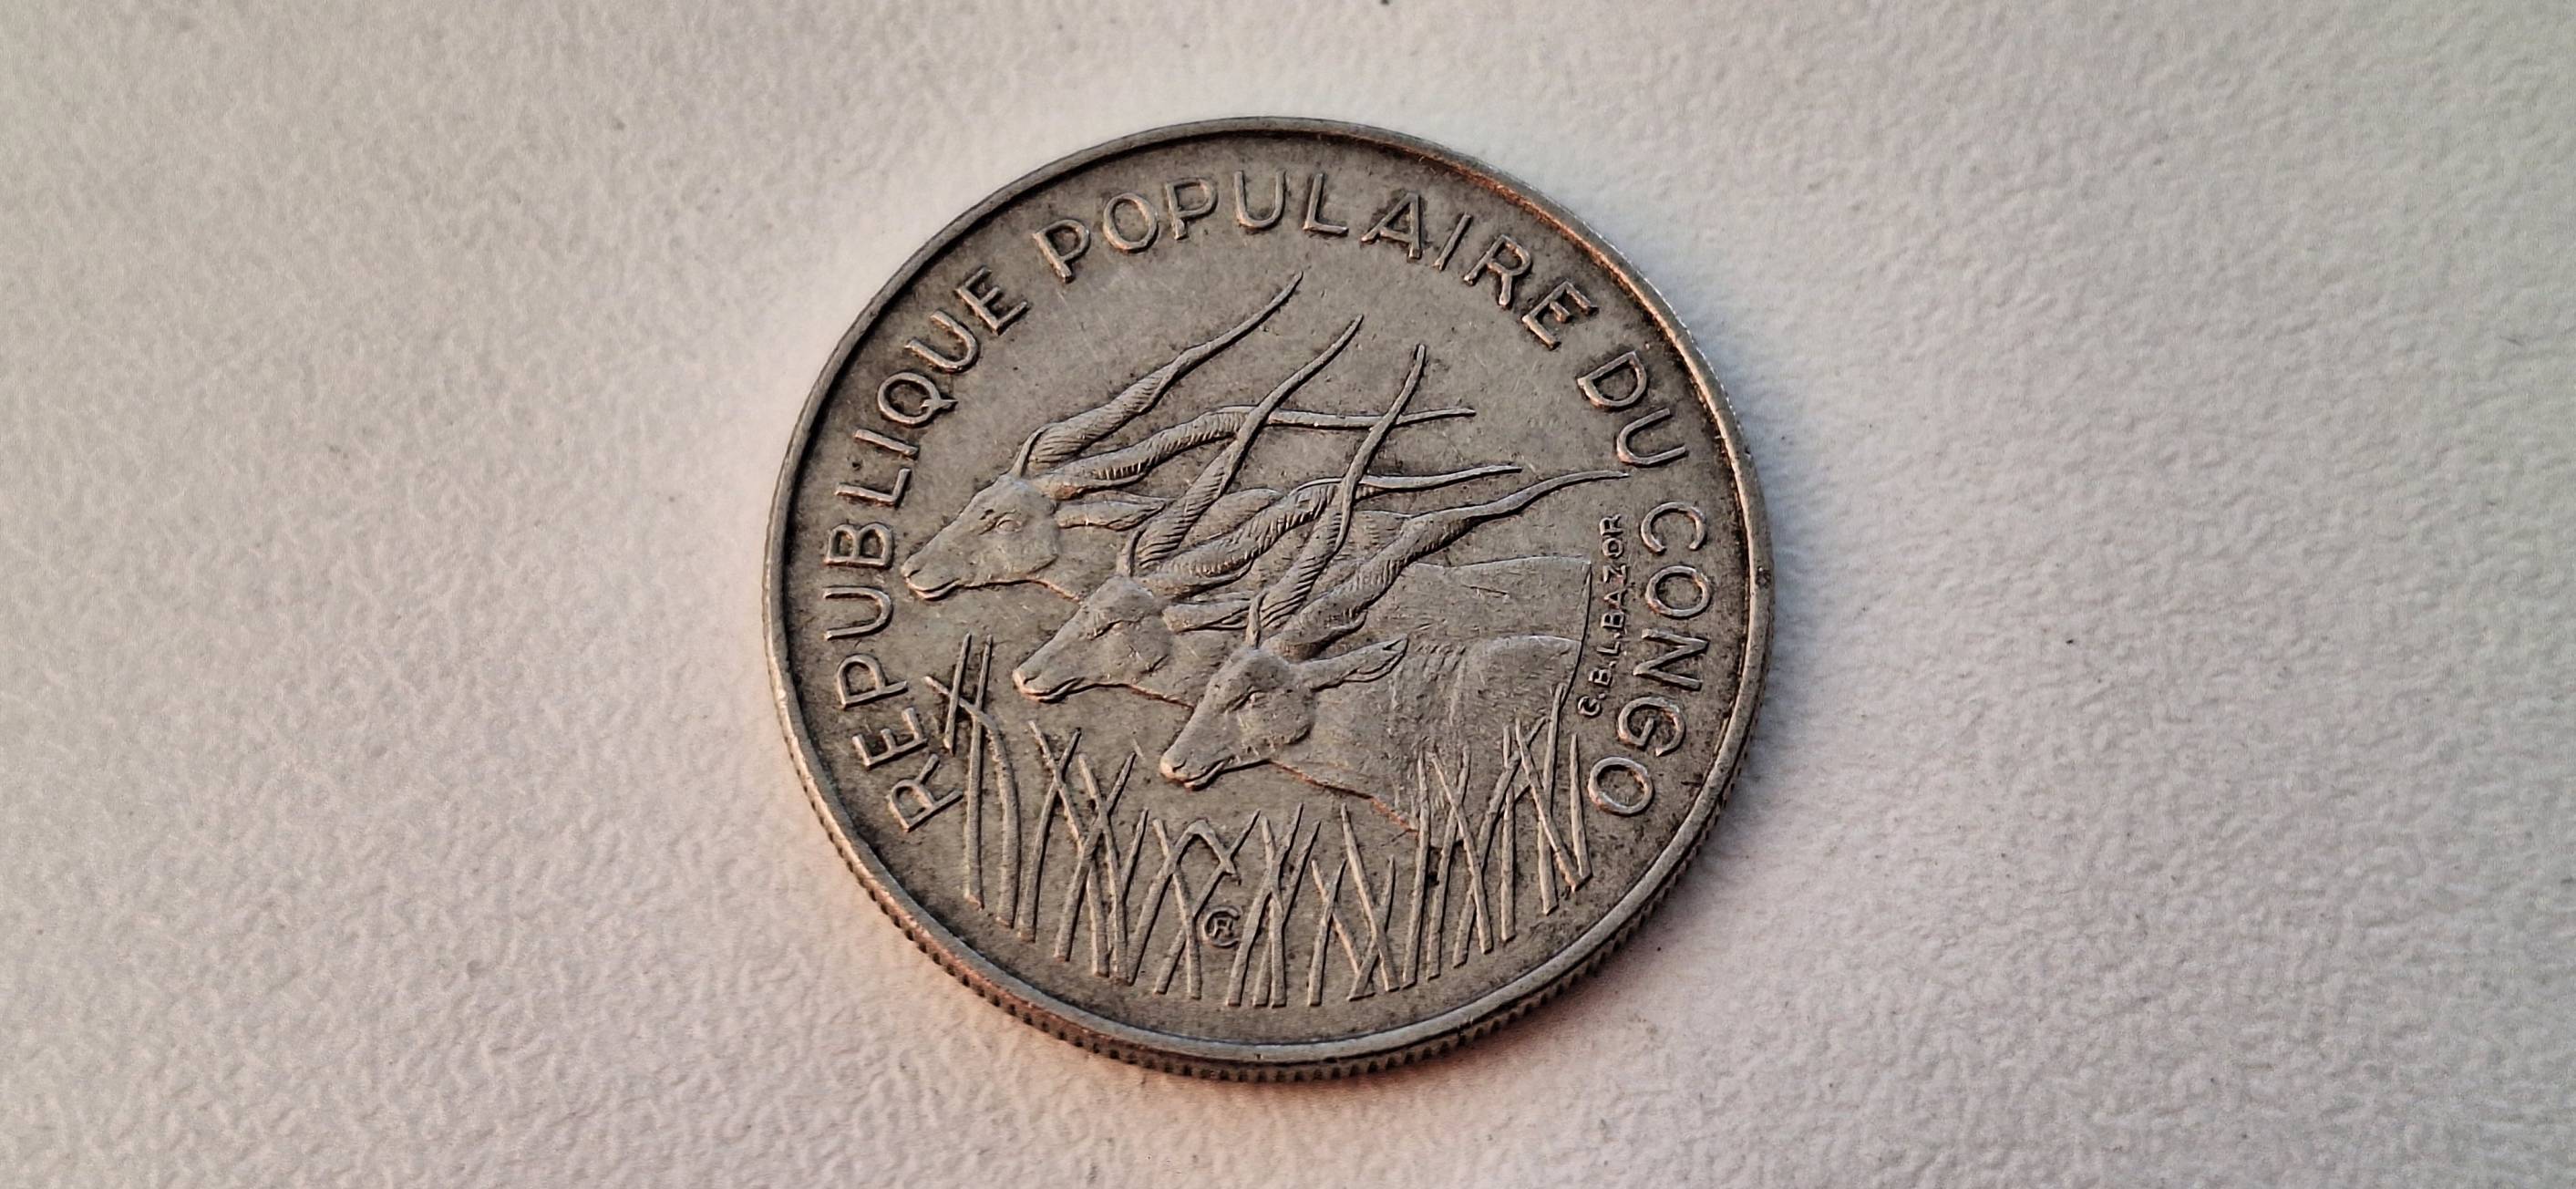 REPUBLIQUE POPULAIRE DU CONGO
G.B.L.BAZOR